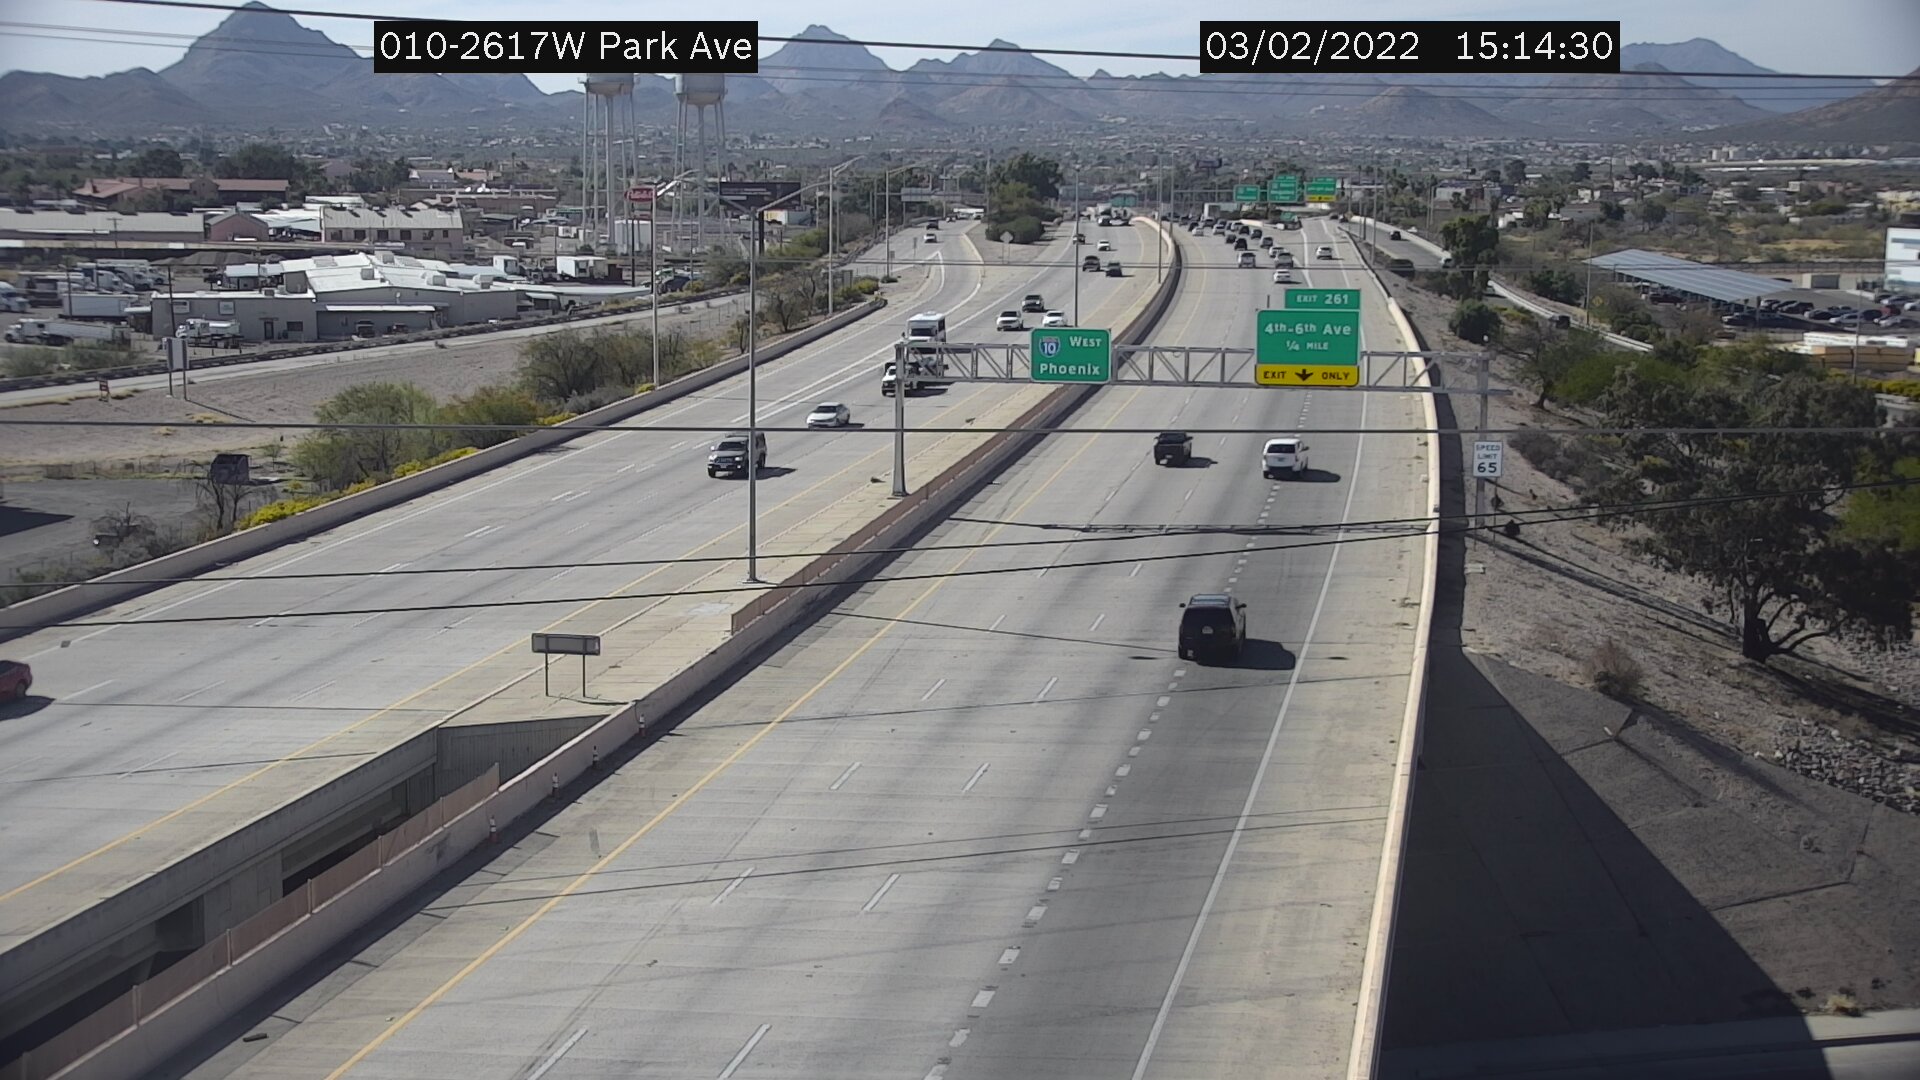 010-2617W Park Ave
03/02/2022 15:14:30
EXIT 261
4th-6th Ave
1/4 MILE
EXIT ONLY
10 WEST
Phoenix
SPEED
LIMIT
65